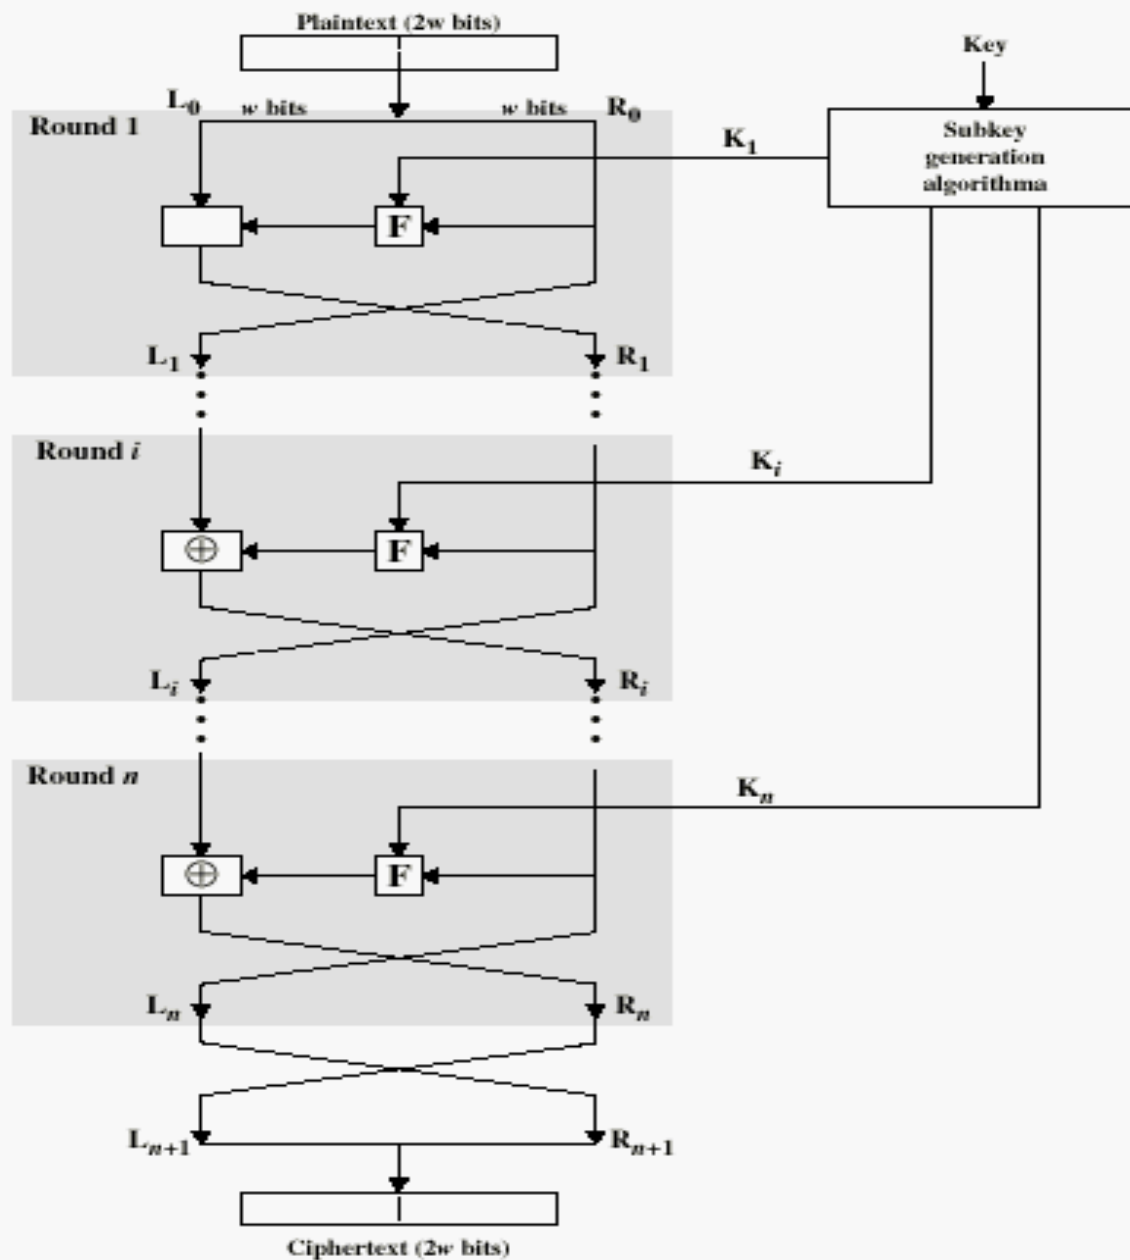 Plaintext (2w bits)
Key
L0 w bits w bits R0
Round 1
K1
Subkey
generation
algorithma
F
L1 R1
Round i
Ki
⊕ F
Li Ri
Round n
Kn
⊕ F
Ln Rn
Ln+1 Rn+1
Ciphertext (2w bits)